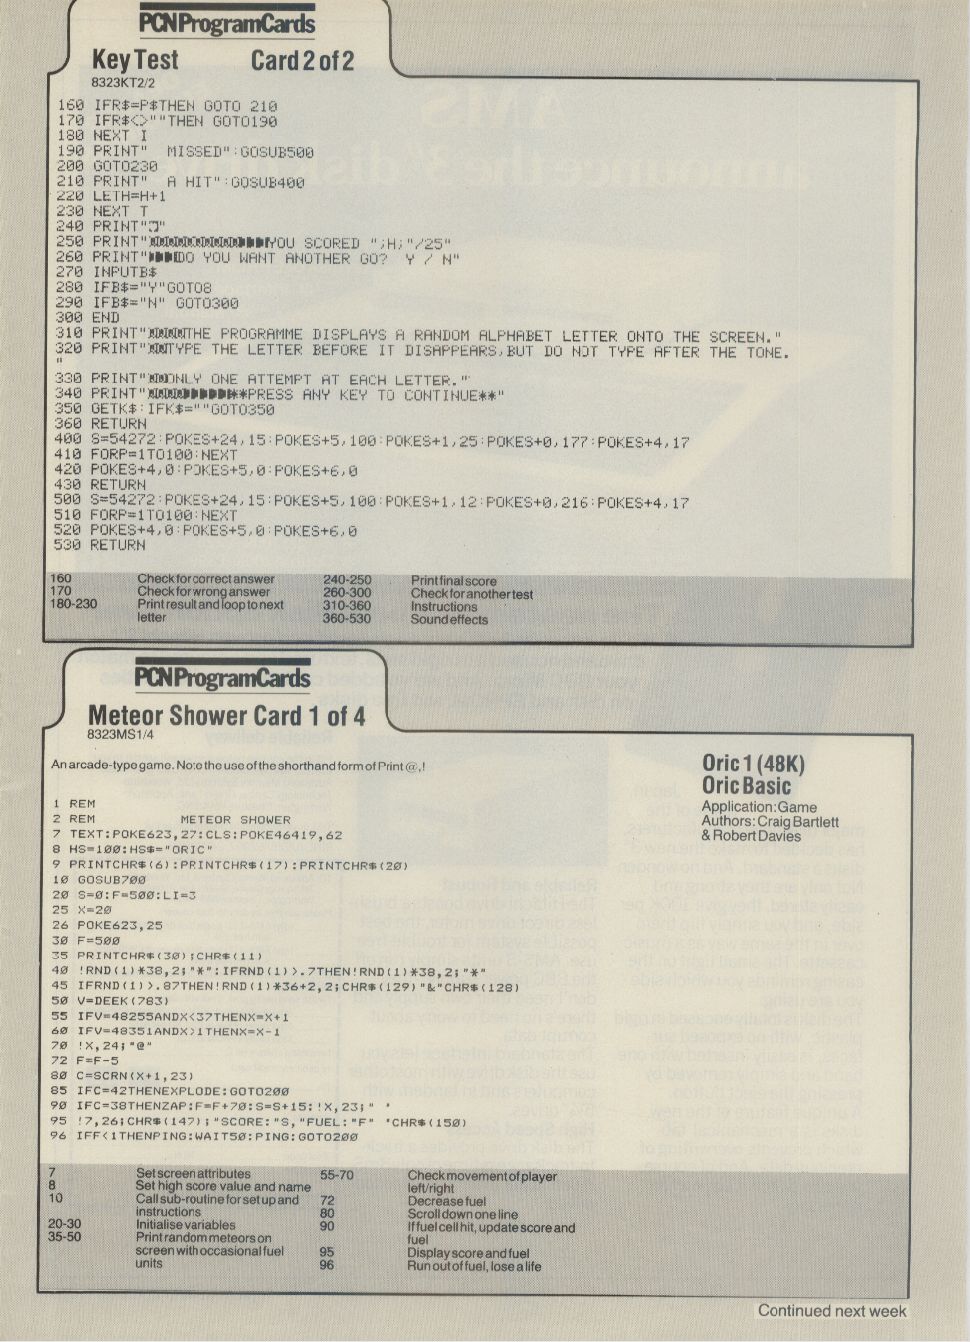 PCN ProgramCards
Key Test Card 2 of 2
8323KT2/2
160 IFR$=P$THEN GOTO 210
170 IFR$<>""THEN GOTO190
180 NEXT I
190 PRINT"  MISSED":GOSUB500
200 GOTO230
210 PRINT"  A HIT":GOSUB400
220 LETH=H+1
230 NEXT T
240 PRINT""
250 PRINT"YOU SCORED ";H;"/25"
260 PRINT"DO YOU WANT ANOTHER GO?  Y / N"
270 INPUTB$
280 IFB$="Y"GOTO8
290 IFB$="N" GOTO300
300 END
310 PRINT"THE PROGRAMME DISPLAYS A RANDOM ALPHABET LETTER ONTO THE SCREEN."
320 PRINT"TYPE THE LETTER BEFORE IT DISAPPEARS,BUT DO NOT TYPE AFTER THE TONE.
"
330 PRINT"ONLY ONE ATTEMPT AT EACH LETTER."
340 PRINT"**PRESS ANY KEY TO CONTINUE**"
350 GETK$:IFK$=""GOTO350
360 RETURN
400 S=54272:POKES+24,15:POKES+5,100:POKES+1,25:POKES+0,177:POKES+4,17
410 FORP=1TO100:NEXT
420 POKES+4,0:POKES+5,0:POKES+6,0
430 RETURN
500 S=54272:POKES+24,15:POKES+5,100:POKES+1,12:POKES+0,216:POKES+4,17
510 FORP=1TO100:NEXT
520 POKES+4,0:POKES+5,0:POKES+6,0
530 RETURN
160 Check for correct answer
170 Check for wrong answer
180-230 Print result and loop to next
letter
240-250 Print final score
260-300 Check for another test
310-360 Instructions
360-530 Sound effects
PCN ProgramCards
Meteor Shower Card 1 of 4
8323MS1/4
An arcade-type game. Note the use of the shorthand form of Print @,!
Oric 1 (48K)
Oric Basic
Application: Game
Authors: Craig Bartlett
& Robert Davies
1 REM
2 REM          METEOR SHOWER
7 TEXT:POKE623,27:CLS:POKE46419,62
8 HS=100:HS$="ORIC"
9 PRINTCHR$(6):PRINTCHR$(17):PRINTCHR$(20)
10 GOSUB700
20 S=0:F=500:LI=3
25 X=20
26 POKE623,25
30 F=500
35 PRINTCHR$(30);CHR$(11)
40 !RND(1)*38,2;"*":IFRND(1)>.7THEN!RND(1)*38,2;"*"
45 IFRND(1)>.87THEN!RND(1)*36+2,2;CHR$(129)"&"CHR$(128)
50 V=DEEK(783)
55 IFV=48255ANDX<37THENX=X+1
60 IFV=48351ANDX>1THENX=X-1
70 !X,24;"@"
72 F=F-5
80 C=SCRN(X+1,23)
85 IFC=42THENEXPLODE:GOTO200
90 IFC=38THENZAP:F=F+70:S=S+15:!X,23;" "
95 !7,26;CHR$(147);"SCORE:"S,"FUEL:"F" "CHR$(150)
96 IFF<1THENPING:WAIT50:PING:GOTO200
7 Set screen attributes
8 Set high score value and name
10 Call sub-routine for set up and
instructions
20-30 Initialise variables
35-50 Print random meteors on
screen with occasional fuel
units
55-70 Check movement of player
left/right
72 Decrease fuel
80 Scroll down one line
90 If fuel cell hit, update score and
fuel
95 Display score and fuel
96 Run out of fuel, lose a life
Continued next week